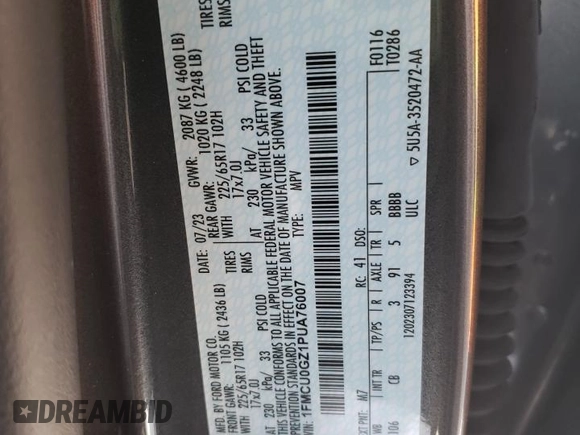 MFD. BY FORD MOTOR CO.
DATE: 07/23 GVWR: 2087 KG ( 4600 LB)
FRONT GAWR: 1105 KG ( 2436 LB) REAR GAWR: 1020 KG ( 2248 LB)
WITH 225/65R17 102H TIRES WITH 225/65R17 102H TIRES
17x7.0J RIMS 17x7.0J RIMS
AT 230 kPa/ 33 PSI COLD AT 230 kPa/ 33 PSI COLD
THIS VEHICLE CONFORMS TO ALL APPLICABLE FEDERAL MOTOR VEHICLE SAFETY AND THEFT
PREVENTION STANDARDS IN EFFECT ON THE DATE OF MANUFACTURE SHOWN ABOVE.
VIN: 1FMCU0GZ1PUA76007 TYPE: MPV
F0116
T0286
EXT PNT: M7 RC: 41 DSO:
WB INT TR TP/PS R AXLE TR SPR
106 CB 3 91 5 BBBB
ULC
1202307123394 5U5A-3520472-AA
DREAMBID